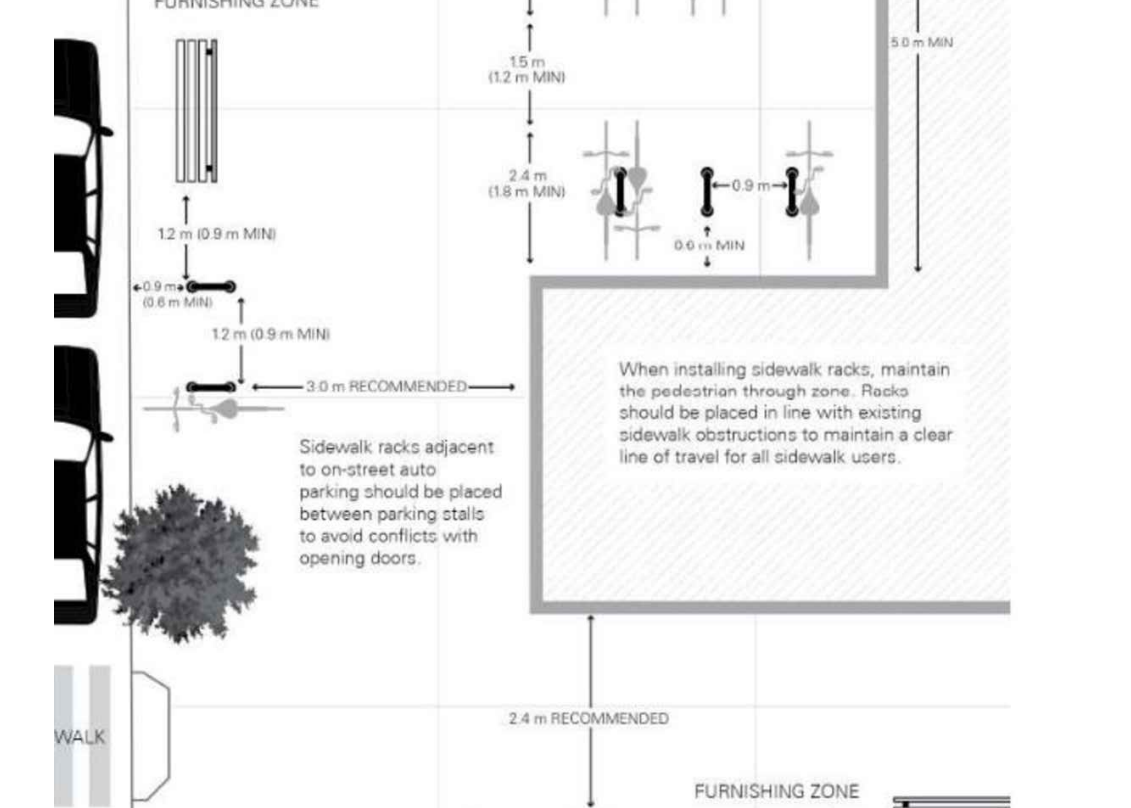 FURNISHING ZONE
5.0 m MIN
1.5 m
(1.2 m MIN)
2.4 m
(1.8 m MIN)
0.9 m
1.2 m (0.9 m MIN)
0.6 m MIN
0.9 m
(0.6 m MIN)
1.2 m (0.9 m MIN)
3.0 m RECOMMENDED
When installing sidewalk racks, maintain
the pedestrian through zone. Racks
should be placed in line with existing
sidewalk obstructions to maintain a clear
line of travel for all sidewalk users.
Sidewalk racks adjacent
to on-street auto
parking should be placed
between parking stalls
to avoid conflicts with
opening doors.
2.4 m RECOMMENDED
WALK
FURNISHING ZONE